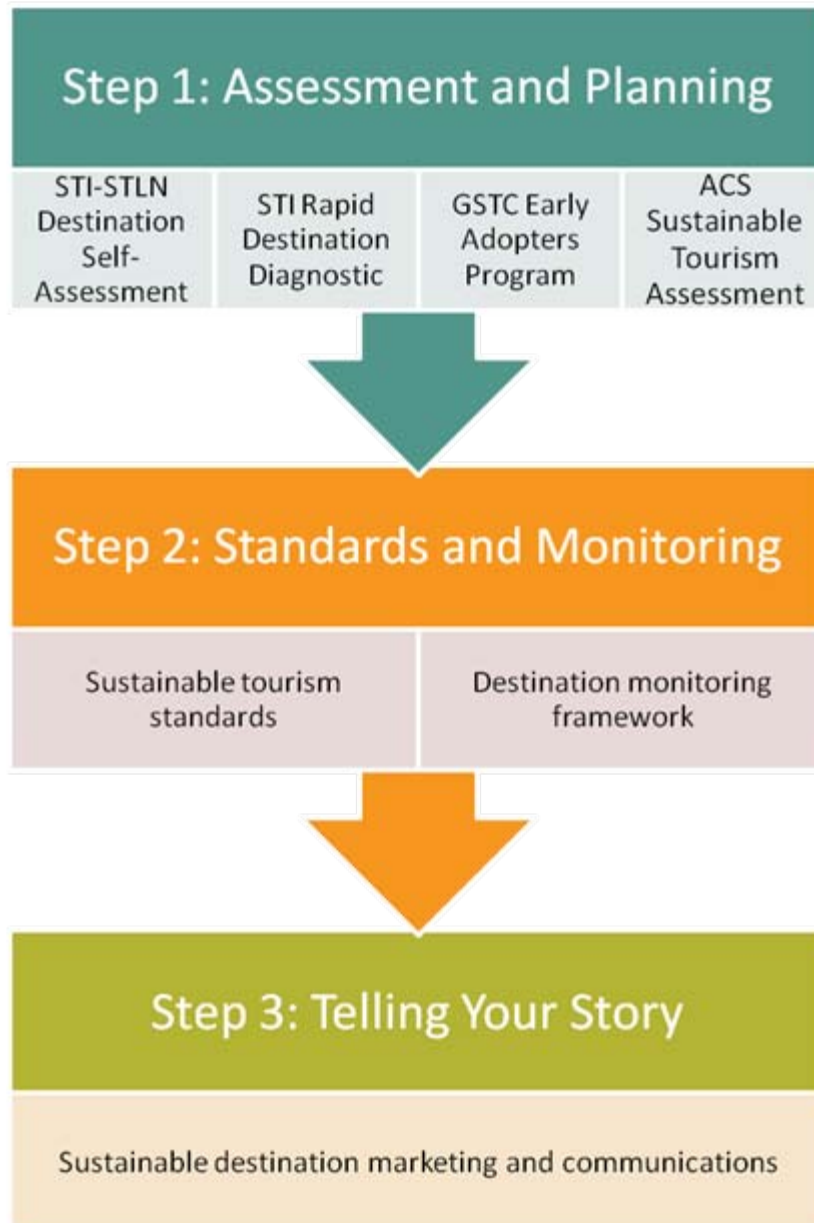 Step 1: Assessment and Planning
STI-STLN
Destination
Self-
Assessment
STI Rapid
Destination
Diagnostic
GSTC Early
Adopters
Program
ACS
Sustainable
Tourism
Assessment
Step 2: Standards and Monitoring
Sustainable tourism
standards
Destination monitoring
framework
Step 3: Telling Your Story
Sustainable destination marketing and communications